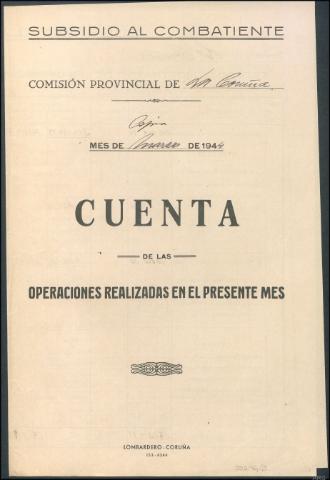 SUBSIDIO AL COMBATIENTE
COMISIÓN PROVINCIAL DE La Coruña
Copia
MES DE Marzo DE 1944
CUENTA
DE LAS
OPERACIONES REALIZADAS EN EL PRESENTE MES
LOMBARDERO-CORUÑA